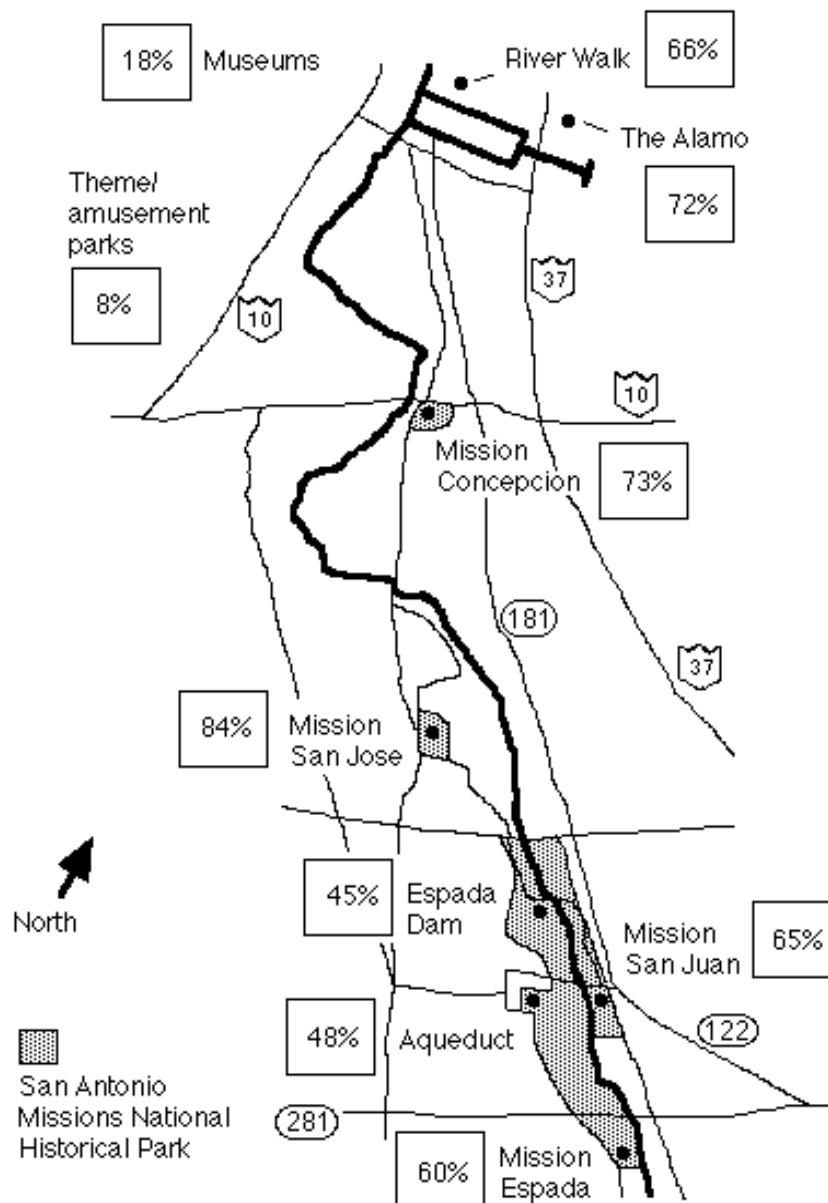 18%
Museums
River Walk
66%
The Alamo
72%
Theme/
amusement
parks
8%
37
10
10
Mission
Concepcion
73%
181
37
84%
Mission
San Jose
North
45%
Espada
Dam
Mission
San Juan
65%
48%
Aqueduct
122
San Antonio
Missions National
Historical Park
281
60%
Mission
Espada